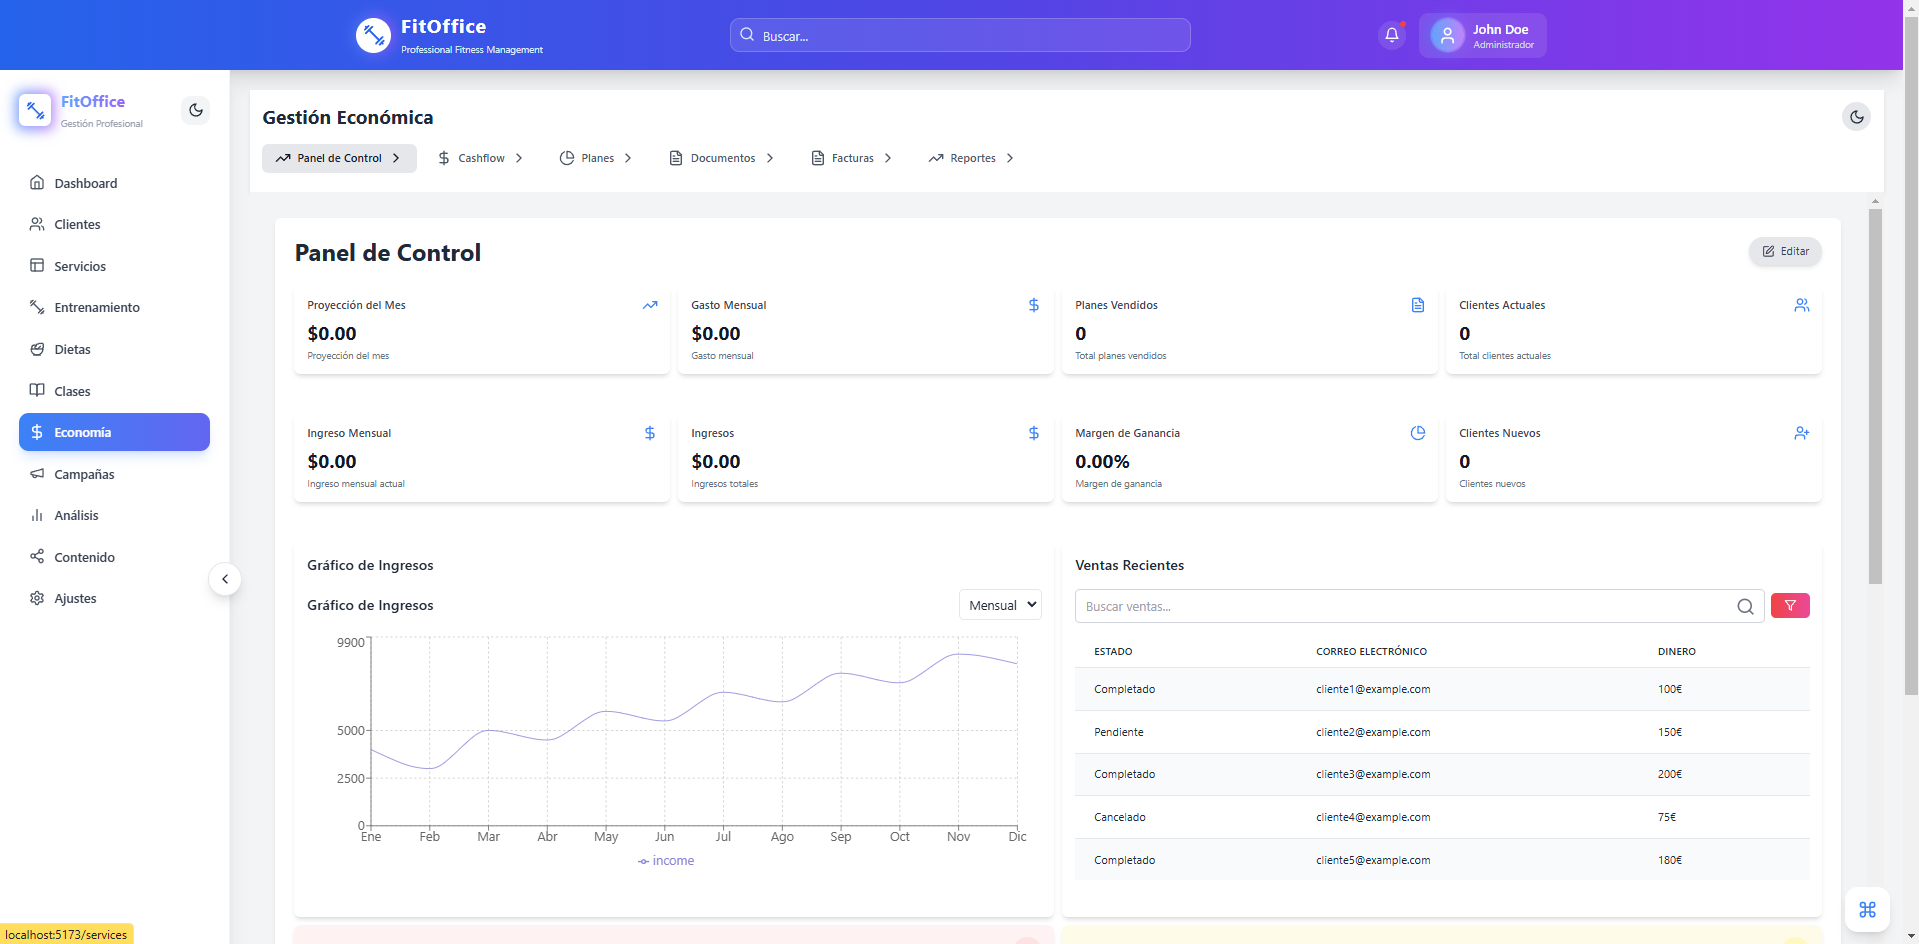 FitOffice
Professional Fitness Management
Buscar...
John Doe
Administrador
FitOffice
Gestión Profesional
Dashboard
Clientes
Servicios
Entrenamiento
Dietas
Clases
Economía
Campañas
Análisis
Contenido
Ajustes
Gestión Económica
Panel de Control
Cashflow
Planes
Documentos
Facturas
Reportes
Panel de Control
Editar
Proyección del Mes
$0.00
Proyección del mes
Gasto Mensual
$0.00
Gasto mensual
Planes Vendidos
0
Total planes vendidos
Clientes Actuales
0
Total clientes actuales
Ingreso Mensual
$0.00
Ingreso mensual actual
Ingresos
$0.00
Ingresos totales
Margen de Ganancia
0.00%
Margen de ganancia
Clientes Nuevos
0
Clientes nuevos
Gráfico de Ingresos
Gráfico de Ingresos
Mensual
9900
5000
2500
0
Ene Feb Mar Abr May Jun Jul Ago Sep Oct Nov Dic
income
Ventas Recientes
Buscar ventas...
ESTADO CORREO ELECTRÓNICO DINERO
Completado cliente1@example.com 100€
Pendiente cliente2@example.com 150€
Completado cliente3@example.com 200€
Cancelado cliente4@example.com 75€
Completado cliente5@example.com 180€
localhost:5173/services